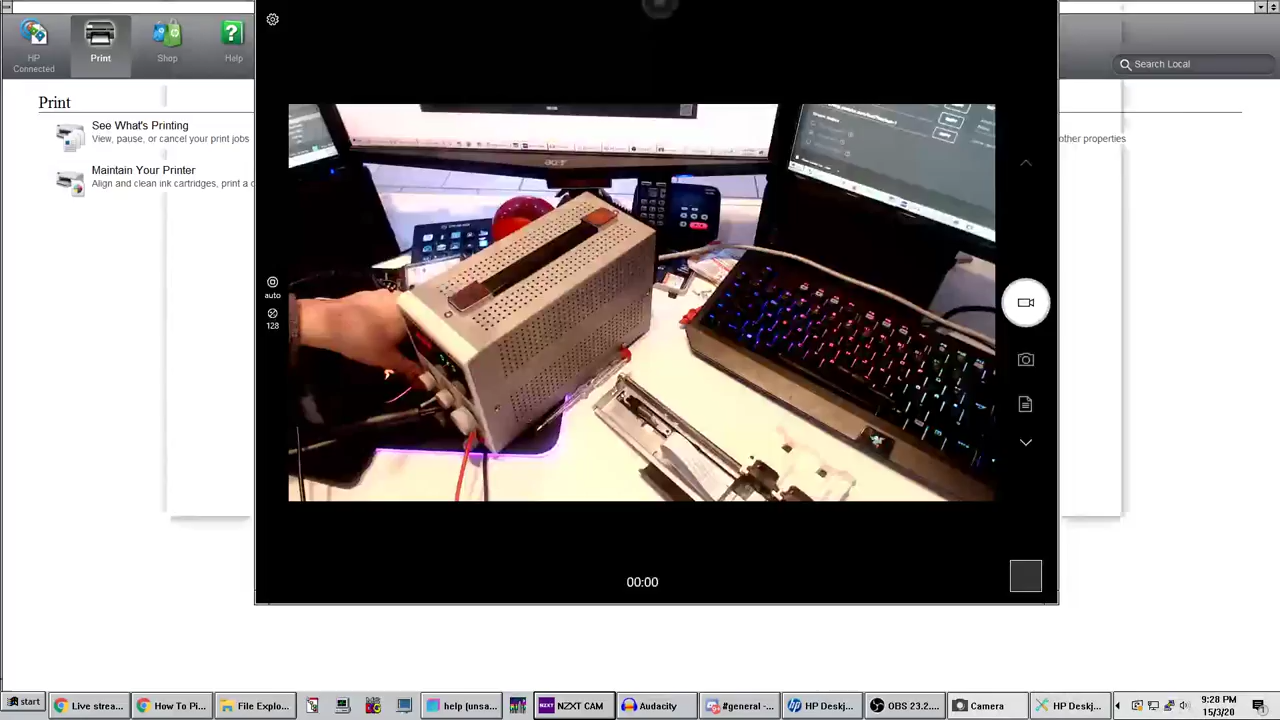 HP
Connected
Print
Shop
Help
Search Local
Print
See What's Printing
View, pause, or cancel your print jobs
other properties
Maintain Your Printer
Align and clean ink cartridges, print a
acer
auto
128
00:00
start
Live strea...
How To Pi...
File Explo...
help (unsa...
NZXT CAM
Audacity
#general -...
HP Deskj...
OBS 23.2....
Camera
HP Deskj...
9:28 PM
15/3/20